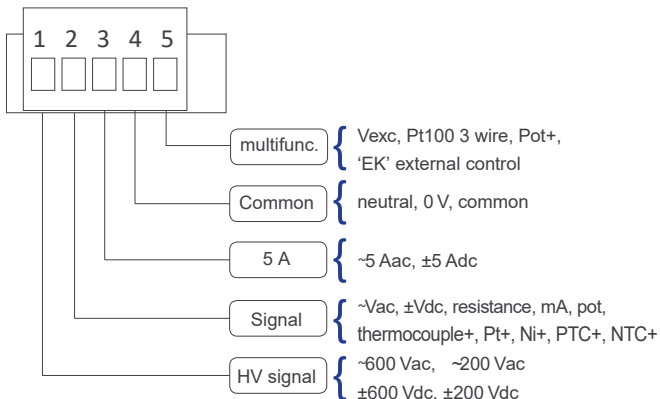 1 2 3 4 5
multifunc.
Vexc, Pt100 3 wire, Pot+,
‘EK’ external control
Common
neutral, 0 V, common
5 A
~5 Aac, ±5 Adc
Signal
~Vac, ±Vdc, resistance, mA, pot,
thermocouple+, Pt+, Ni+, PTC+, NTC+
HV signal
~600 Vac, ~200 Vac
±600 Vdc, ±200 Vdc